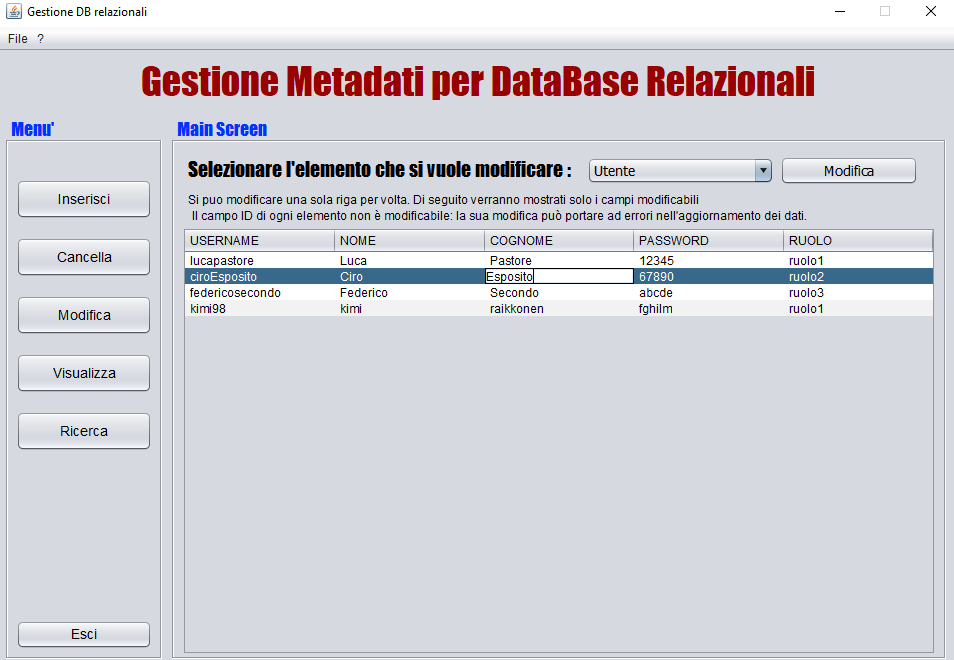 Gestione DB relazionali
File ?
Gestione Metadati per DataBase Relazionali
Menu'
Main Screen
Inserisci
Cancella
Modifica
Visualizza
Ricerca
Esci
Selezionare l'elemento che si vuole modificare : Utente Modifica
Si puo modificare una sola riga per volta. Di seguito verranno mostrati solo i campi modificabili
Il campo ID di ogni elemento non è modificabile: la sua modifica può portare ad errori nell'aggiornamento dei dati.
USERNAME NOME COGNOME PASSWORD RUOLO
lucapastore Luca Pastore 12345 ruolo1
ciroEsposito Ciro Esposito 67890 ruolo2
federicosecondo Federico Secondo abcde ruolo3
kimi98 kimi raikkonen fghilm ruolo1